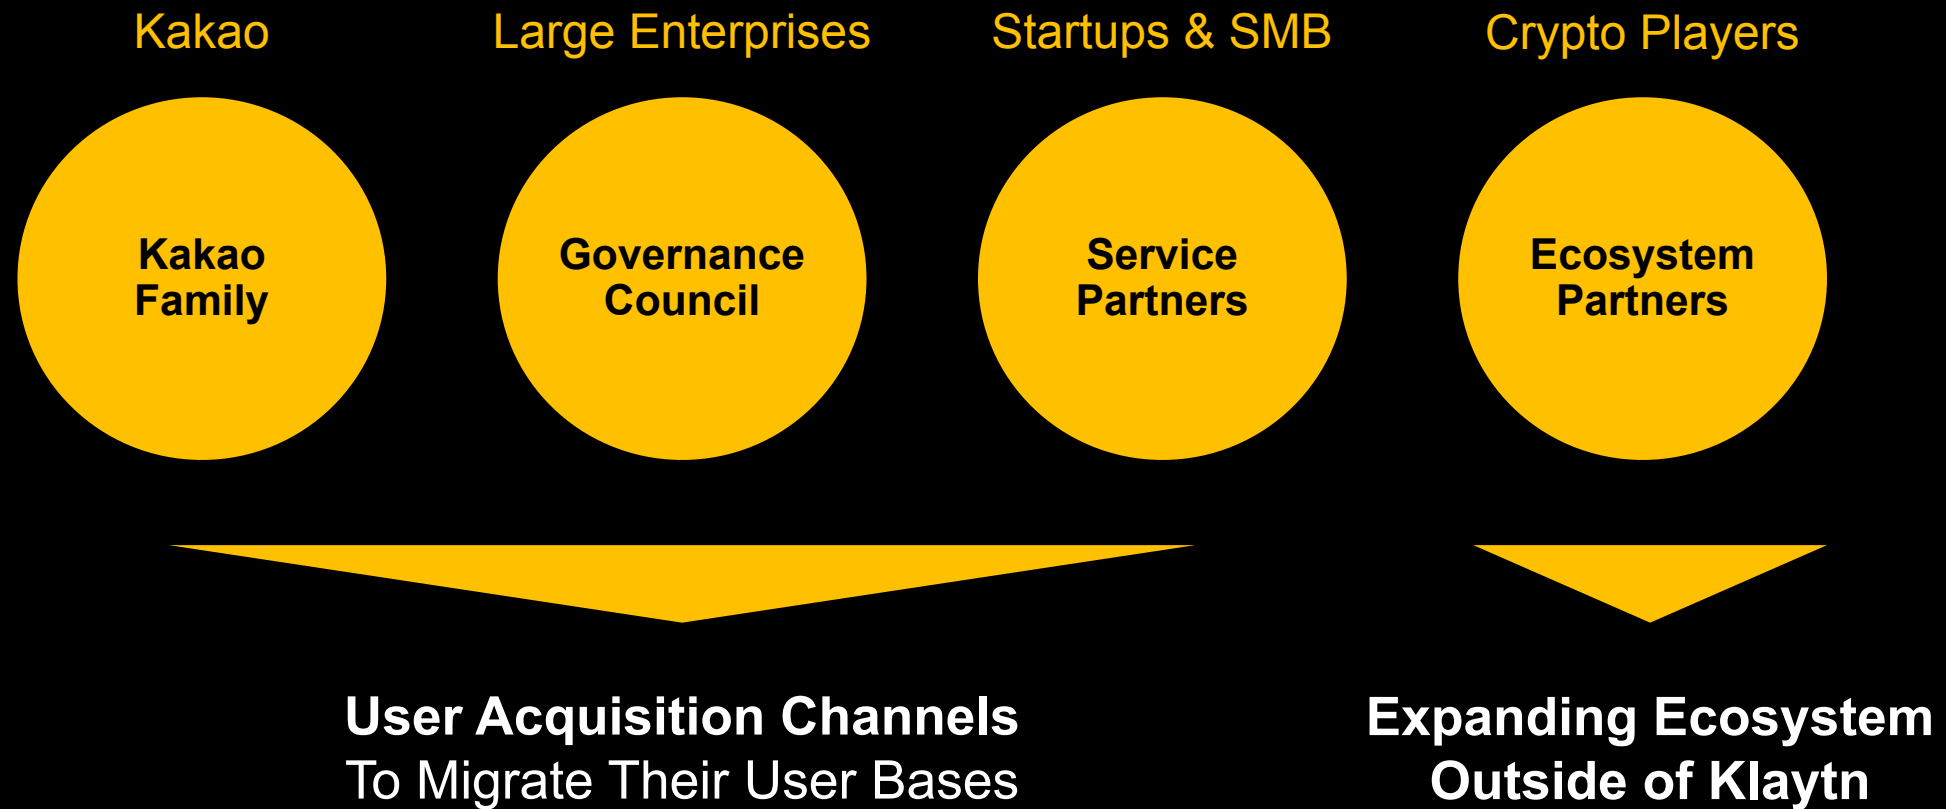 Kakao
Large Enterprises
Startups & SMB
Crypto Players
Kakao
Family
Governance
Council
Service
Partners
Ecosystem
Partners
User Acquisition Channels
To Migrate Their User Bases
Expanding Ecosystem
Outside of Klaytn